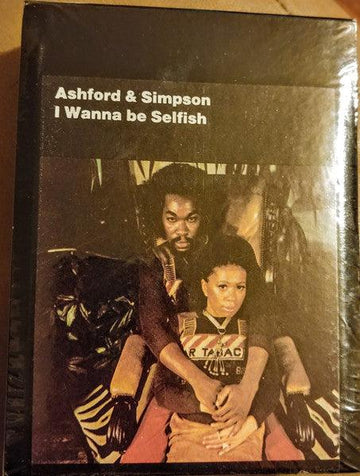 Ashford & Simpson
I Wanna be Selfish
R TABAC